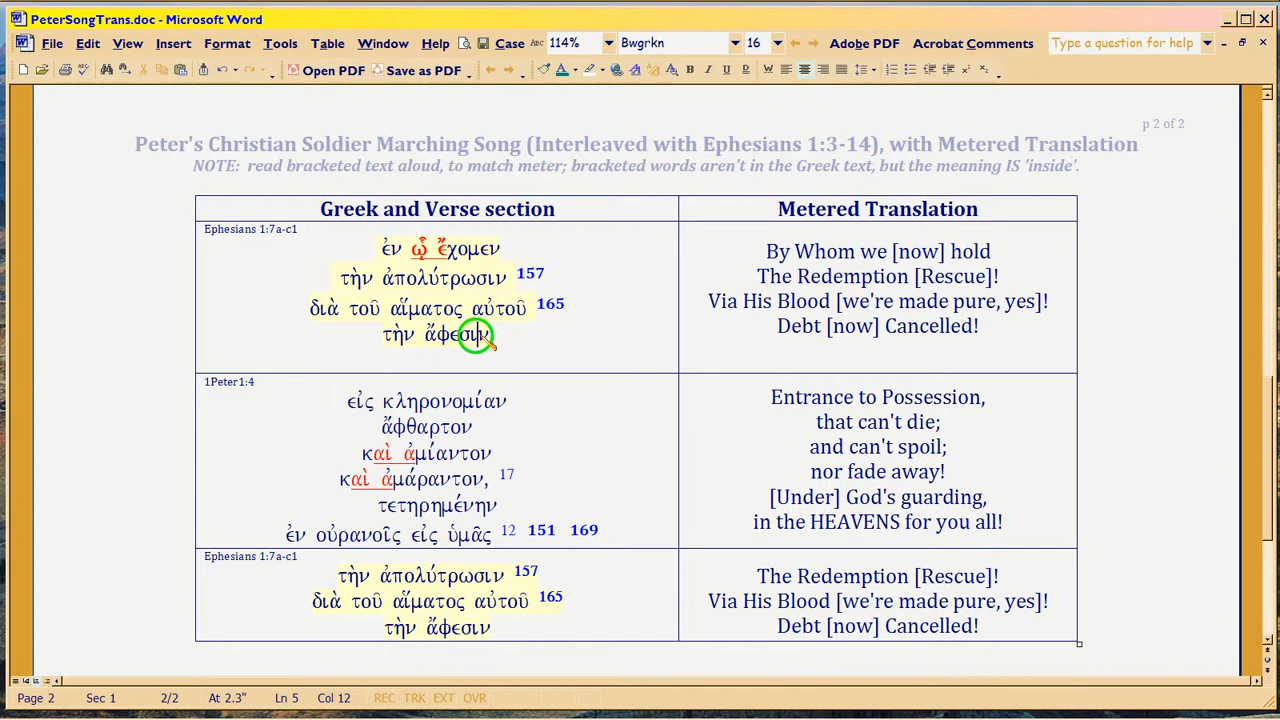 PeterSongTrans.doc - Microsoft Word
File Edit View Insert Format Tools Table Window Help Case Abc 114% Bwgrkn 16 Adobe PDF Acrobat Comments Type a question for help
Open PDF Save as PDF B I U W
p 2 of 2
Peter's Christian Soldier Marching Song (Interleaved with Ephesians 1:3-14), with Metered Translation
NOTE: read bracketed text aloud, to match meter; bracketed words aren't in the Greek text, but the meaning IS 'inside'.
Greek and Verse section
Metered Translation
Ephesians 1:7a-c1
ἐν ᾧ ἔχομεν
τὴν ἀπολύτρωσιν 157
διὰ τοῦ αἵματος αὐτοῦ 165
τὴν ἄφεσιν
By Whom we [now] hold
The Redemption [Rescue]!
Via His Blood [we're made pure, yes]!
Debt [now] Cancelled!
1Peter1:4
εἰς κληρονομίαν
ἄφθαρτον
καὶ ἀμίαντον
καὶ ἀμάραντον, 17
τετηρημένην
ἐν οὐρανοῖς εἰς ὑμᾶς 12 151 169
Entrance to Possession,
that can't die;
and can't spoil;
nor fade away!
[Under] God's guarding,
in the HEAVENS for you all!
Ephesians 1:7a-c1
τὴν ἀπολύτρωσιν 157
διὰ τοῦ αἵματος αὐτοῦ 165
τὴν ἄφεσιν
The Redemption [Rescue]!
Via His Blood [we're made pure, yes]!
Debt [now] Cancelled!
Page 2 Sec 1 2/2 At 2.3" Ln 5 Col 12 REC TRK EXT OVR